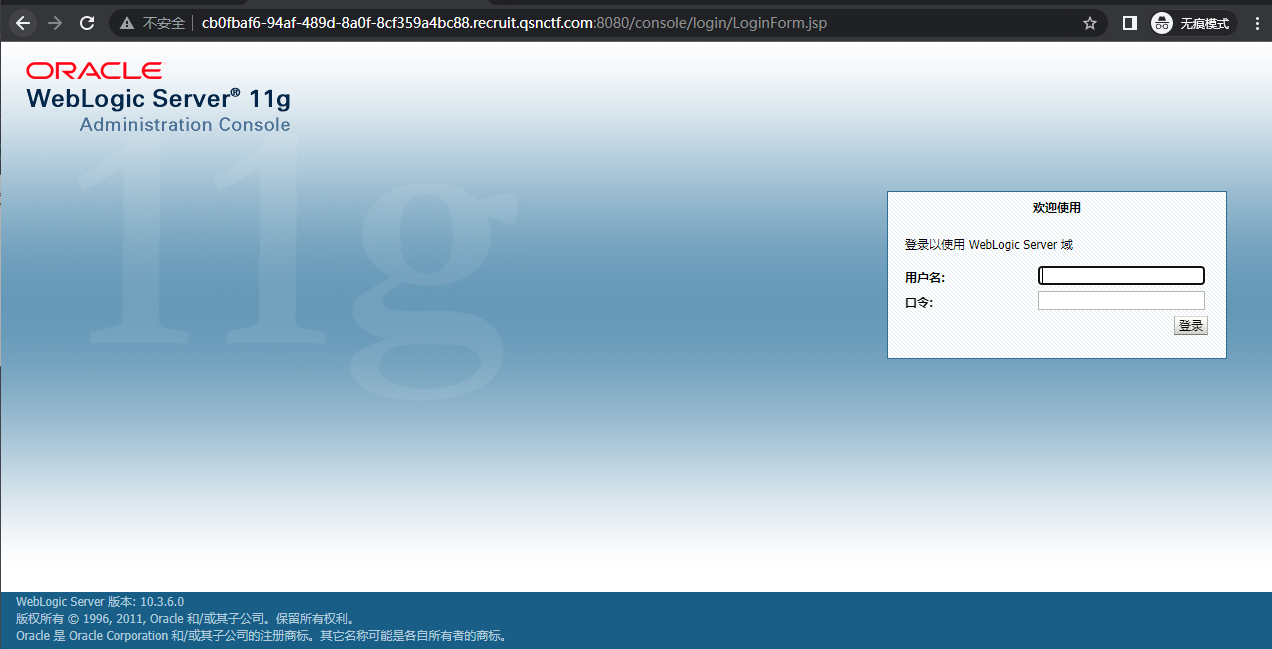 不安全 cb0fbaf6-94af-489d-8a0f-8cf359a4bc88.recruit.qsnctf.com:8080/console/login/LoginForm.jsp 无痕模式
ORACLE
WebLogic Server® 11g
Administration Console
11g
欢迎使用
登录以使用 WebLogic Server 域
用户名:
口令:
登录
WebLogic Server 版本: 10.3.6.0
版权所有 © 1996, 2011, Oracle 和/或其子公司。保留所有权利。
Oracle 是 Oracle Corporation 和/或其子公司的注册商标。其它名称可能是各自所有者的商标。